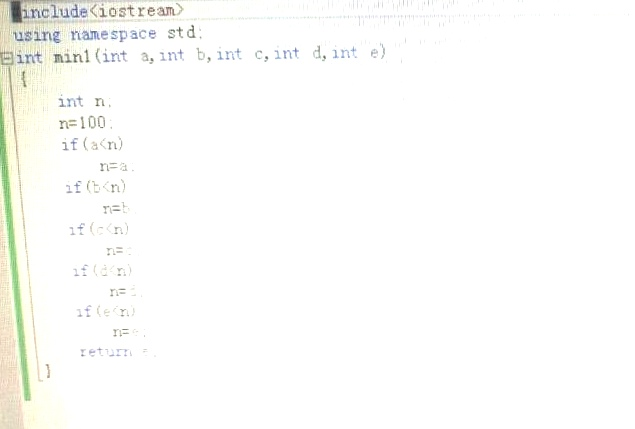 #include<iostream>
using namespace std;
int min1(int a,int b,int c,int d,int e)
{
int n;
n=100;
if(a<n)
n=a;
if(b<n)
n=b
if(c<n)
n=
if(d<n)
n=
if(e<n)
n=e;
return
}